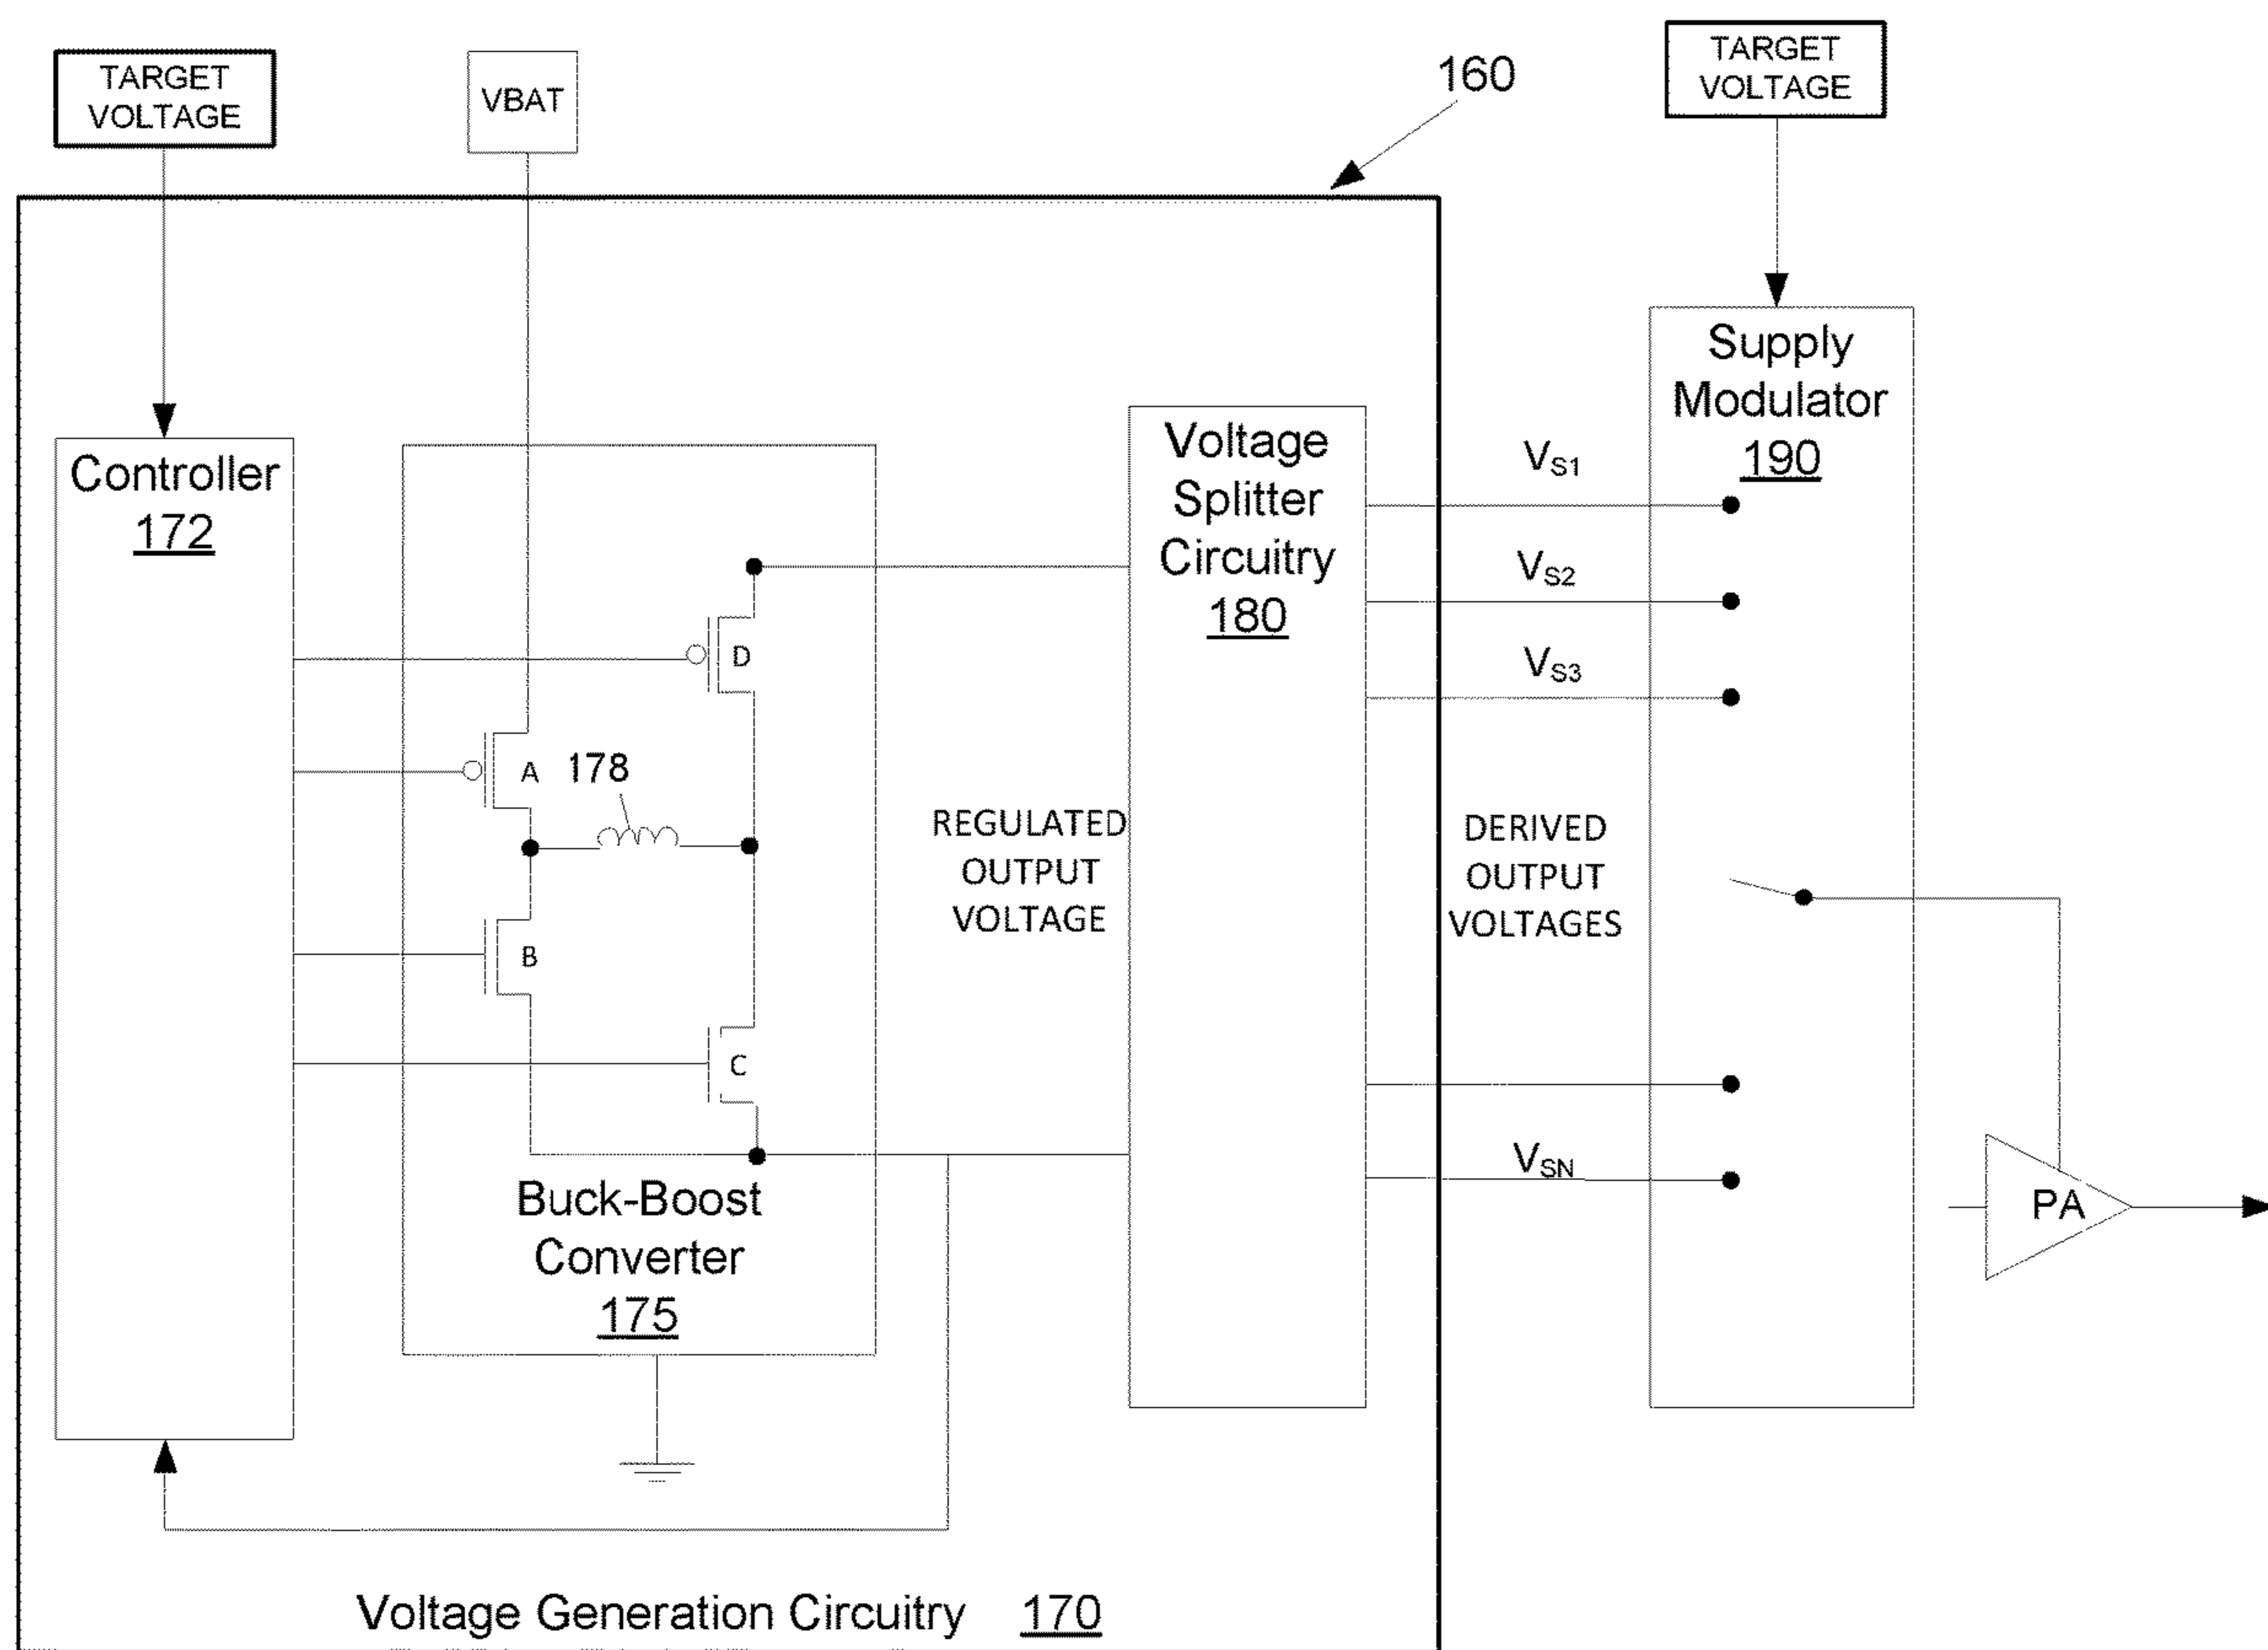 TARGET
VOLTAGE
VBAT
160
TARGET
VOLTAGE
Controller
172
Voltage
Splitter
Circuitry
180
Supply
Modulator
190
VS1
VS2
VS3
D
A
178
B
C
REGULATED
OUTPUT
VOLTAGE
DERIVED
OUTPUT
VOLTAGES
VSN
PA
Buck-Boost
Converter
175
Voltage Generation Circuitry 170